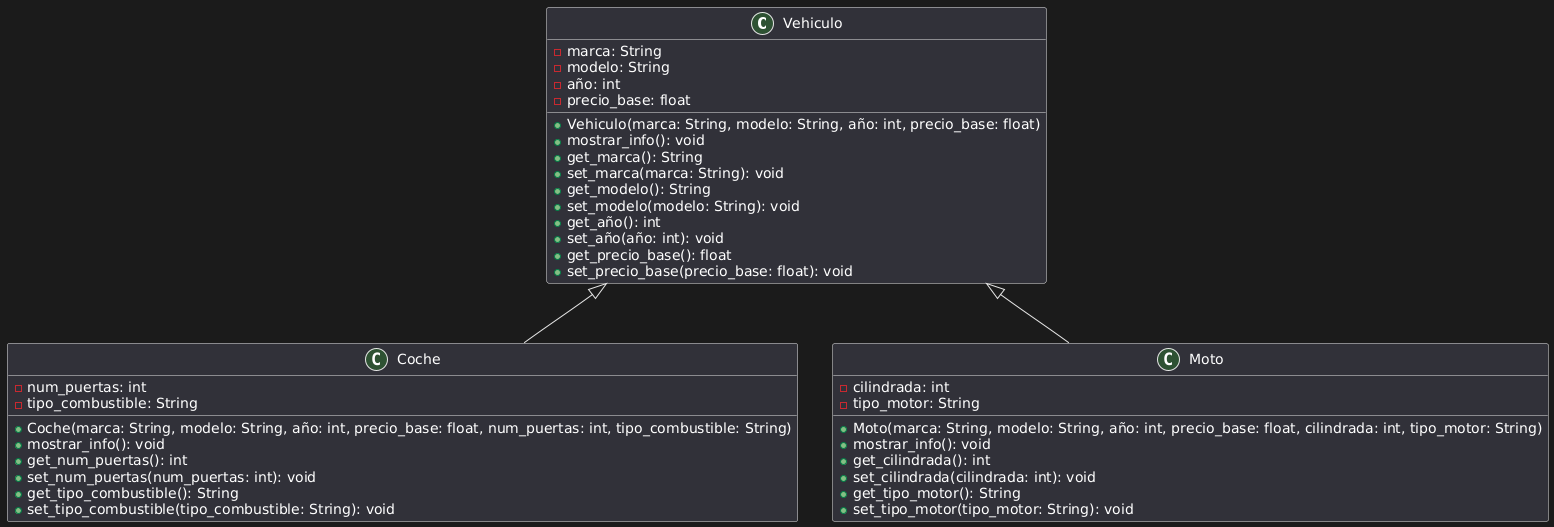 C Vehiculo
marca: String
modelo: String
año: int
precio_base: float
Vehiculo(marca: String, modelo: String, año: int, precio_base: float)
mostrar_info(): void
get_marca(): String
set_marca(marca: String): void
get_modelo(): String
set_modelo(modelo: String): void
get_año(): int
set_año(año: int): void
get_precio_base(): float
set_precio_base(precio_base: float): void
C Coche
num_puertas: int
tipo_combustible: String
Coche(marca: String, modelo: String, año: int, precio_base: float, num_puertas: int, tipo_combustible: String)
mostrar_info(): void
get_num_puertas(): int
set_num_puertas(num_puertas: int): void
get_tipo_combustible(): String
set_tipo_combustible(tipo_combustible: String): void
C Moto
cilindrada: int
tipo_motor: String
Moto(marca: String, modelo: String, año: int, precio_base: float, cilindrada: int, tipo_motor: String)
mostrar_info(): void
get_cilindrada(): int
set_cilindrada(cilindrada: int): void
get_tipo_motor(): String
set_tipo_motor(tipo_motor: String): void